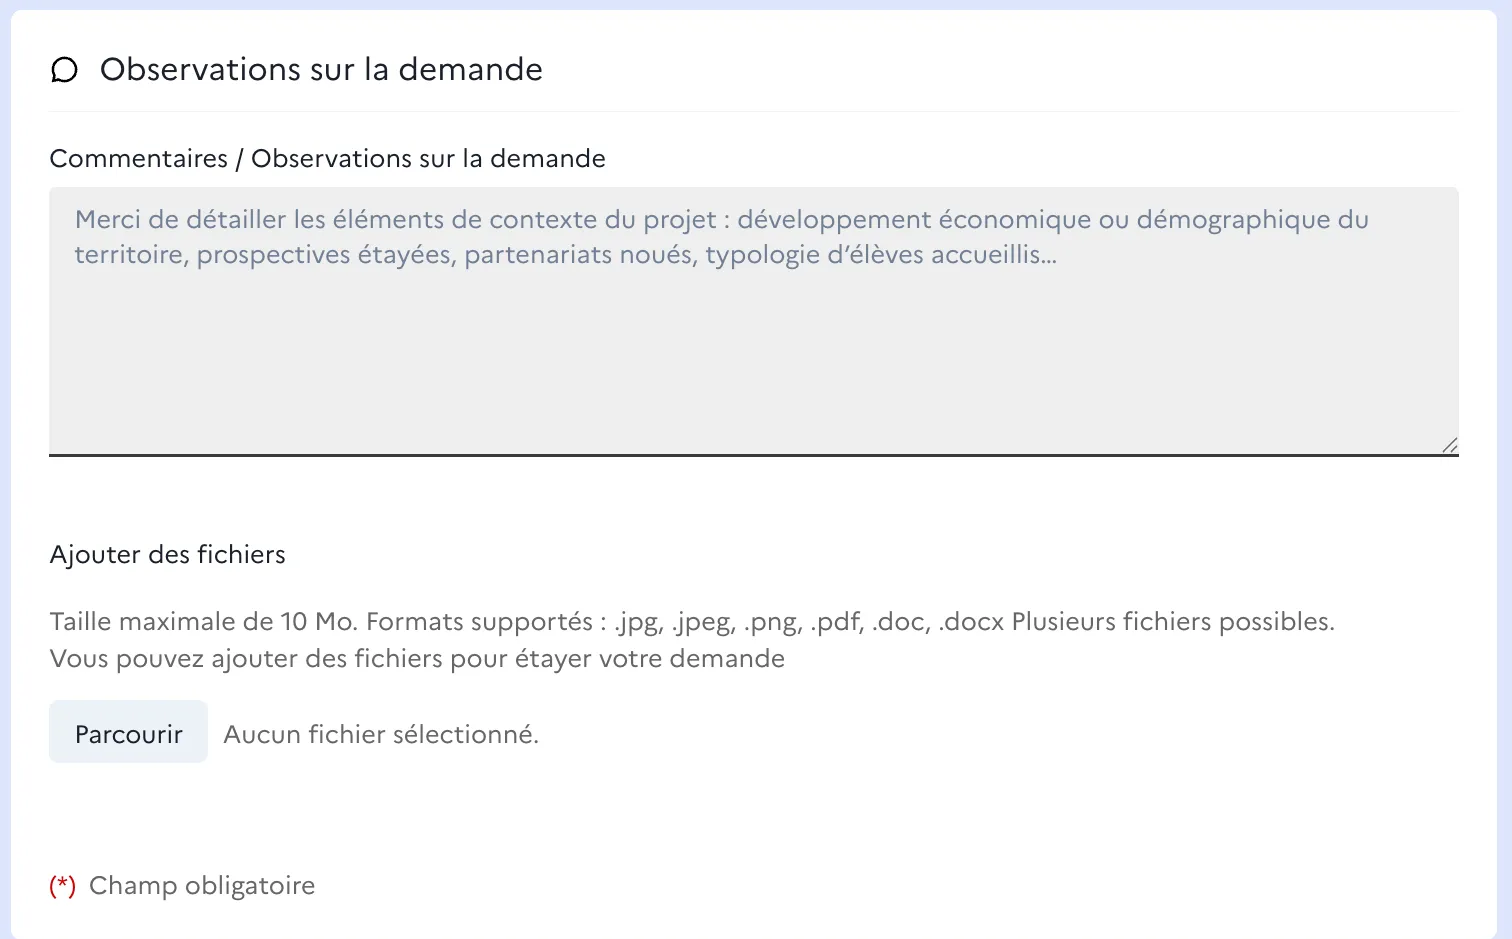 Observations sur la demande
Commentaires / Observations sur la demande
Merci de détailler les éléments de contexte du projet : développement économique ou démographique du
territoire, prospectives étayées, partenariats noués, typologie d’élèves accueillis...
Ajouter des fichiers
Taille maximale de 10 Mo. Formats supportés : .jpg, .jpeg, .png, .pdf, .doc, .docx Plusieurs fichiers possibles.
Vous pouvez ajouter des fichiers pour étayer votre demande
Parcourir Aucun fichier sélectionné.
(*) Champ obligatoire